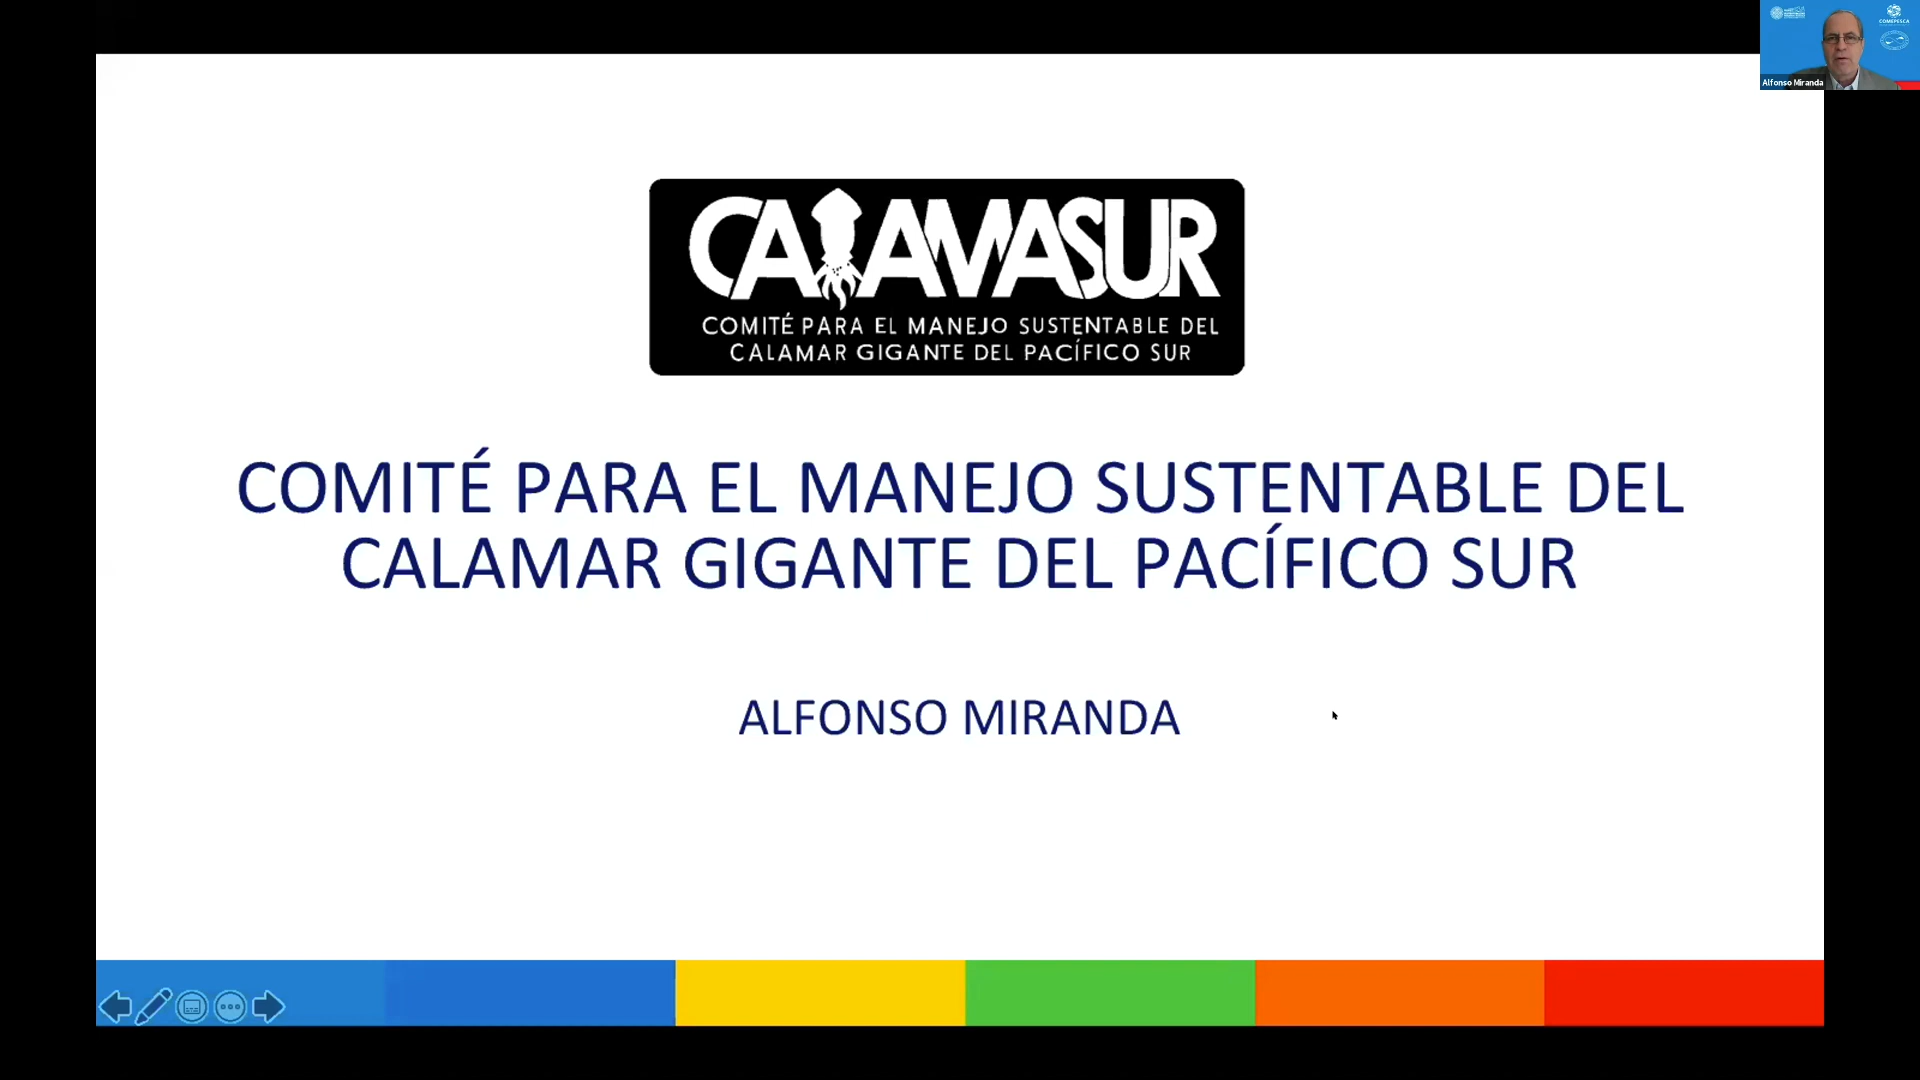 Alfonso Miranda
COMEPESCA
CALAMASUR
COMITÉ PARA EL MANEJO SUSTENTABLE DEL
CALAMAR GIGANTE DEL PACÍFICO SUR
COMITÉ PARA EL MANEJO SUSTENTABLE DEL
CALAMAR GIGANTE DEL PACÍFICO SUR
ALFONSO MIRANDA